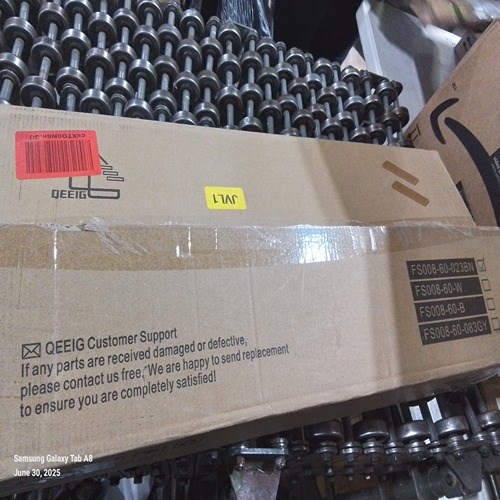 QEEIG
JVL1
FS008-60-023BN
FS008-60-W
FS008-60-B
FS008-60-083GY
QEEIG Customer Support
If any parts are received damaged or defective,
please contact us free, We are happy to send replacement
to ensure you are completely satisfied!
Samsung Galaxy Tab A8
June 30, 2025